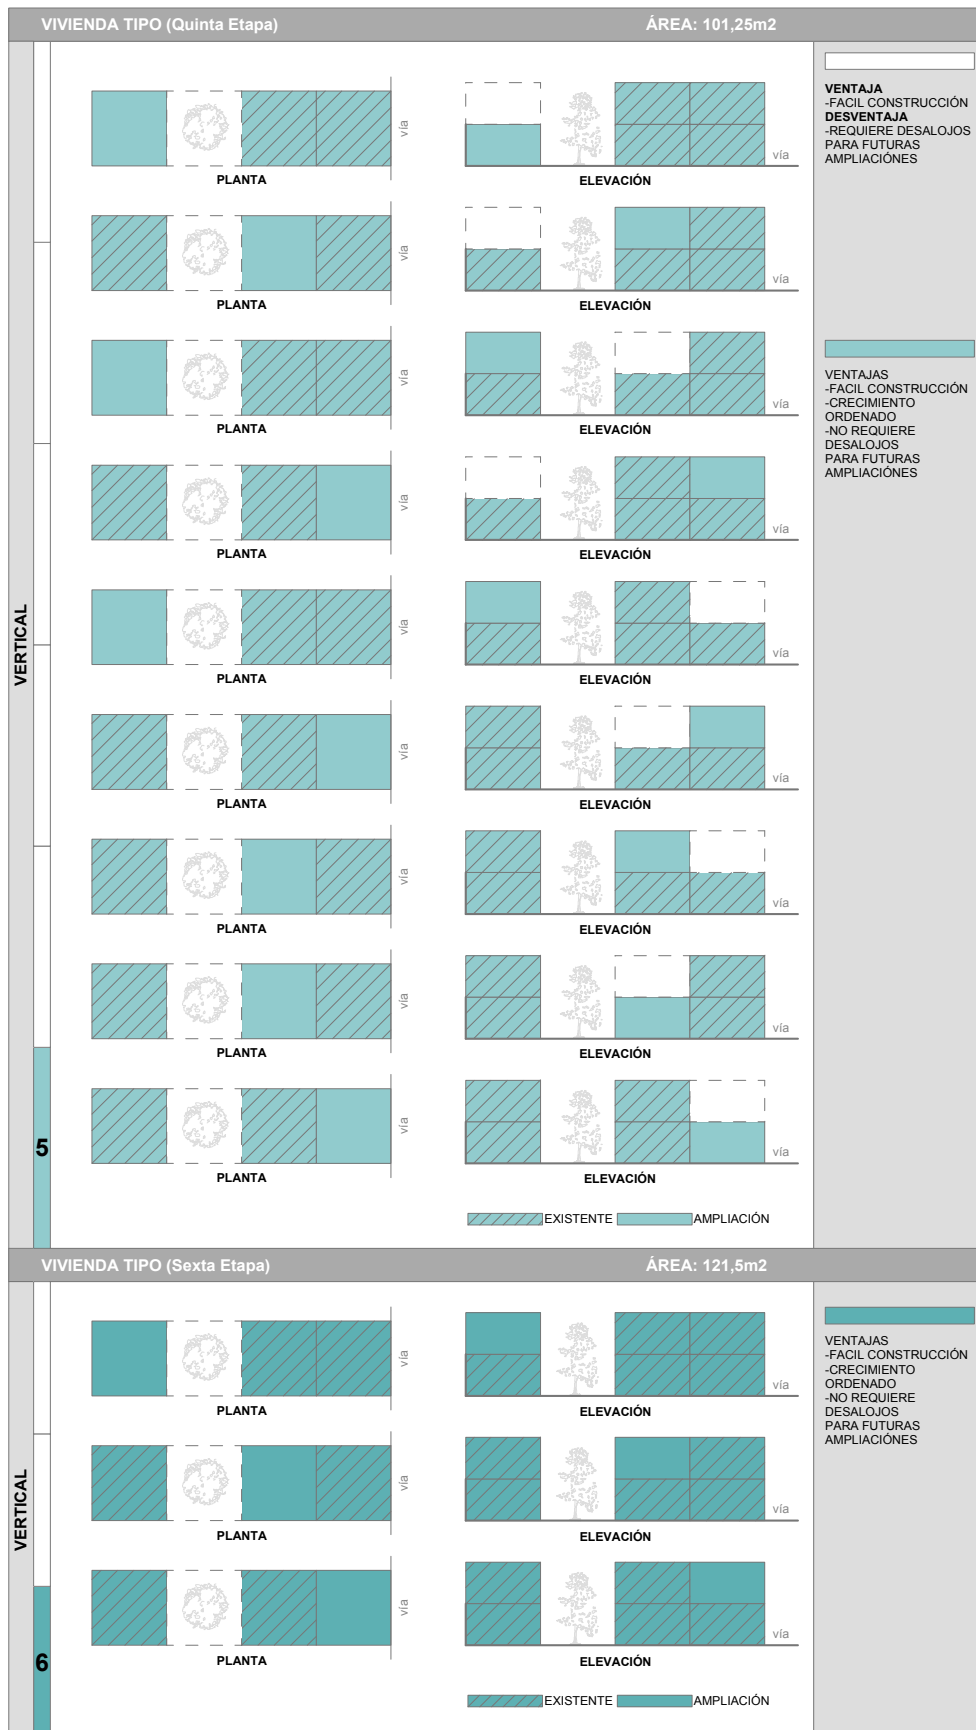 VIVIENDA TIPO (Quinta Etapa) ÁREA: 101,25m2
VENTAJA
-FACIL CONSTRUCCIÓN
DESVENTAJA
-REQUIERE DESALOJOS
PARA FUTURAS
AMPLIACIÓNES
vía vía
PLANTA ELEVACIÓN
vía vía
PLANTA ELEVACIÓN
VENTAJAS
-FACIL CONSTRUCCIÓN
-CRECIMIENTO
ORDENADO
-NO REQUIERE
DESALOJOS
PARA FUTURAS
AMPLIACIÓNES
vía vía
PLANTA ELEVACIÓN
vía vía
PLANTA ELEVACIÓN
VERTICAL
vía vía
PLANTA ELEVACIÓN
vía vía
PLANTA ELEVACIÓN
vía vía
PLANTA ELEVACIÓN
vía vía
PLANTA ELEVACIÓN
5
vía vía
PLANTA ELEVACIÓN
EXISTENTE AMPLIACIÓN
VIVIENDA TIPO (Sexta Etapa) ÁREA: 121,5m2
VENTAJAS
-FACIL CONSTRUCCIÓN
-CRECIMIENTO
ORDENADO
-NO REQUIERE
DESALOJOS
PARA FUTURAS
AMPLIACIÓNES
vía vía
PLANTA ELEVACIÓN
VERTICAL
vía vía
PLANTA ELEVACIÓN
6
vía vía
PLANTA ELEVACIÓN
EXISTENTE AMPLIACIÓN